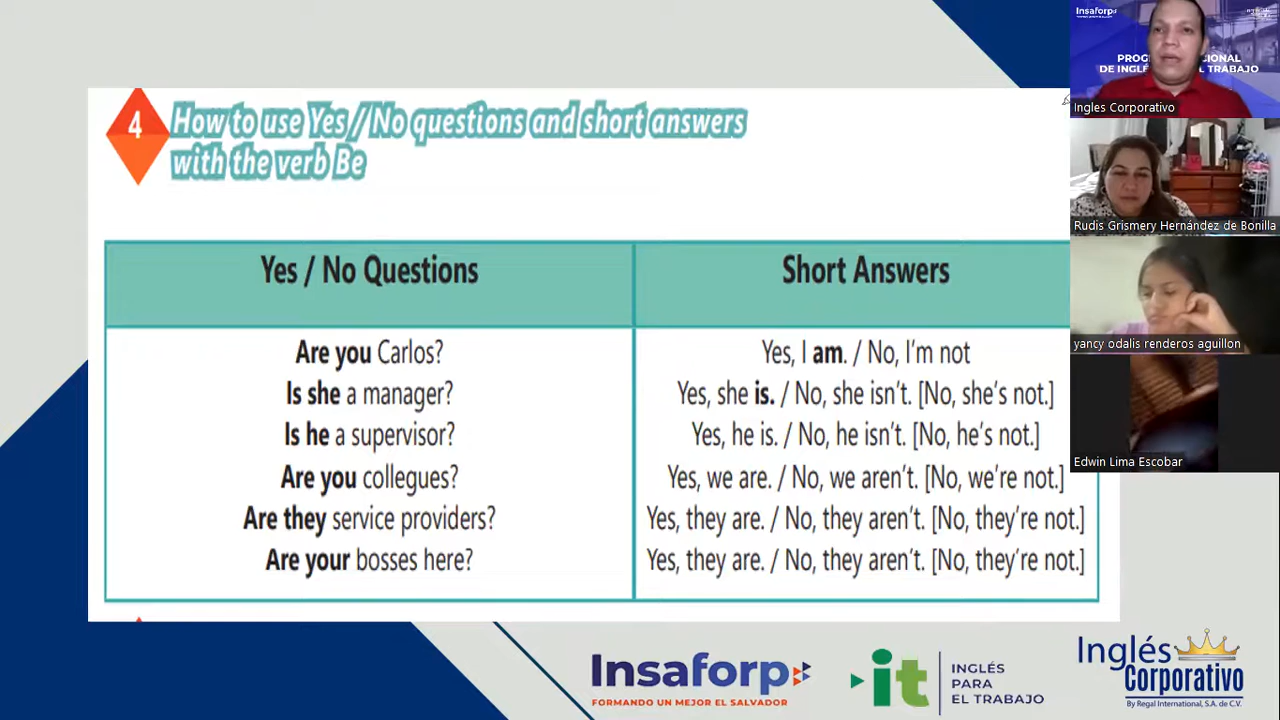 4
How to use Yes / No questions and short answers
with the verb Be
Yes / No Questions
Short Answers
Are you Carlos?
Yes, I am. / No, I'm not
Is she a manager?
Yes, she is. / No, she isn't. [No, she's not.]
Is he a supervisor?
Yes, he is. / No, he isn't. [No, he's not.]
Are you collegues?
Yes, we are. / No, we aren't. [No, we're not.]
Are they service providers?
Yes, they are. / No, they aren't. [No, they're not.]
Are your bosses here?
Yes, they are. / No, they aren't. [No, they're not.]
Insaforp
Ingles Corporativo
Rudis Grismery Hernández de Bonilla
yancy odalis renderos aguillon
Edwin Lima Escobar
Insaforp
FORMANDO UN MEJOR EL SALVADOR
it
INGLÉS
PARA
EL TRABAJO
Inglés
Corporativo
By Regal International, S.A. de C.V.